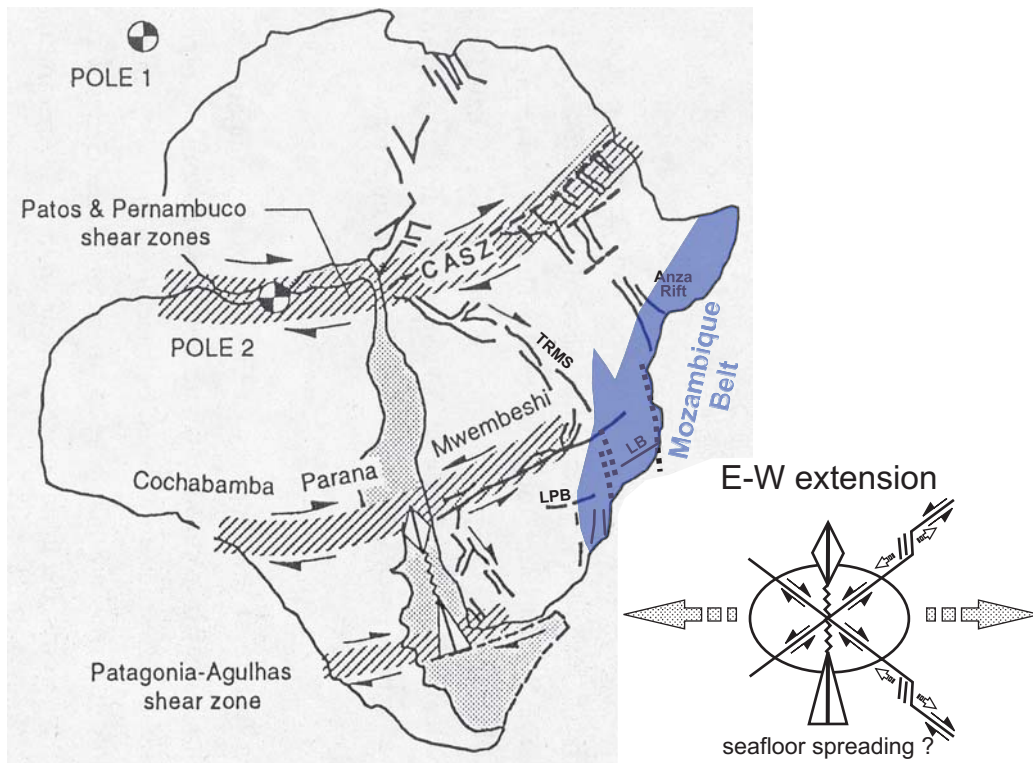 POLE 1
Patos & Pernambuco
shear zones
CASZ
Anza
Rift
POLE 2
TRMS
Mozambique
Belt
Mwembeshi
LB
Parana
Cochabamba
LPB
E-W extension
Patagonia-Agulhas
shear zone
seafloor spreading ?